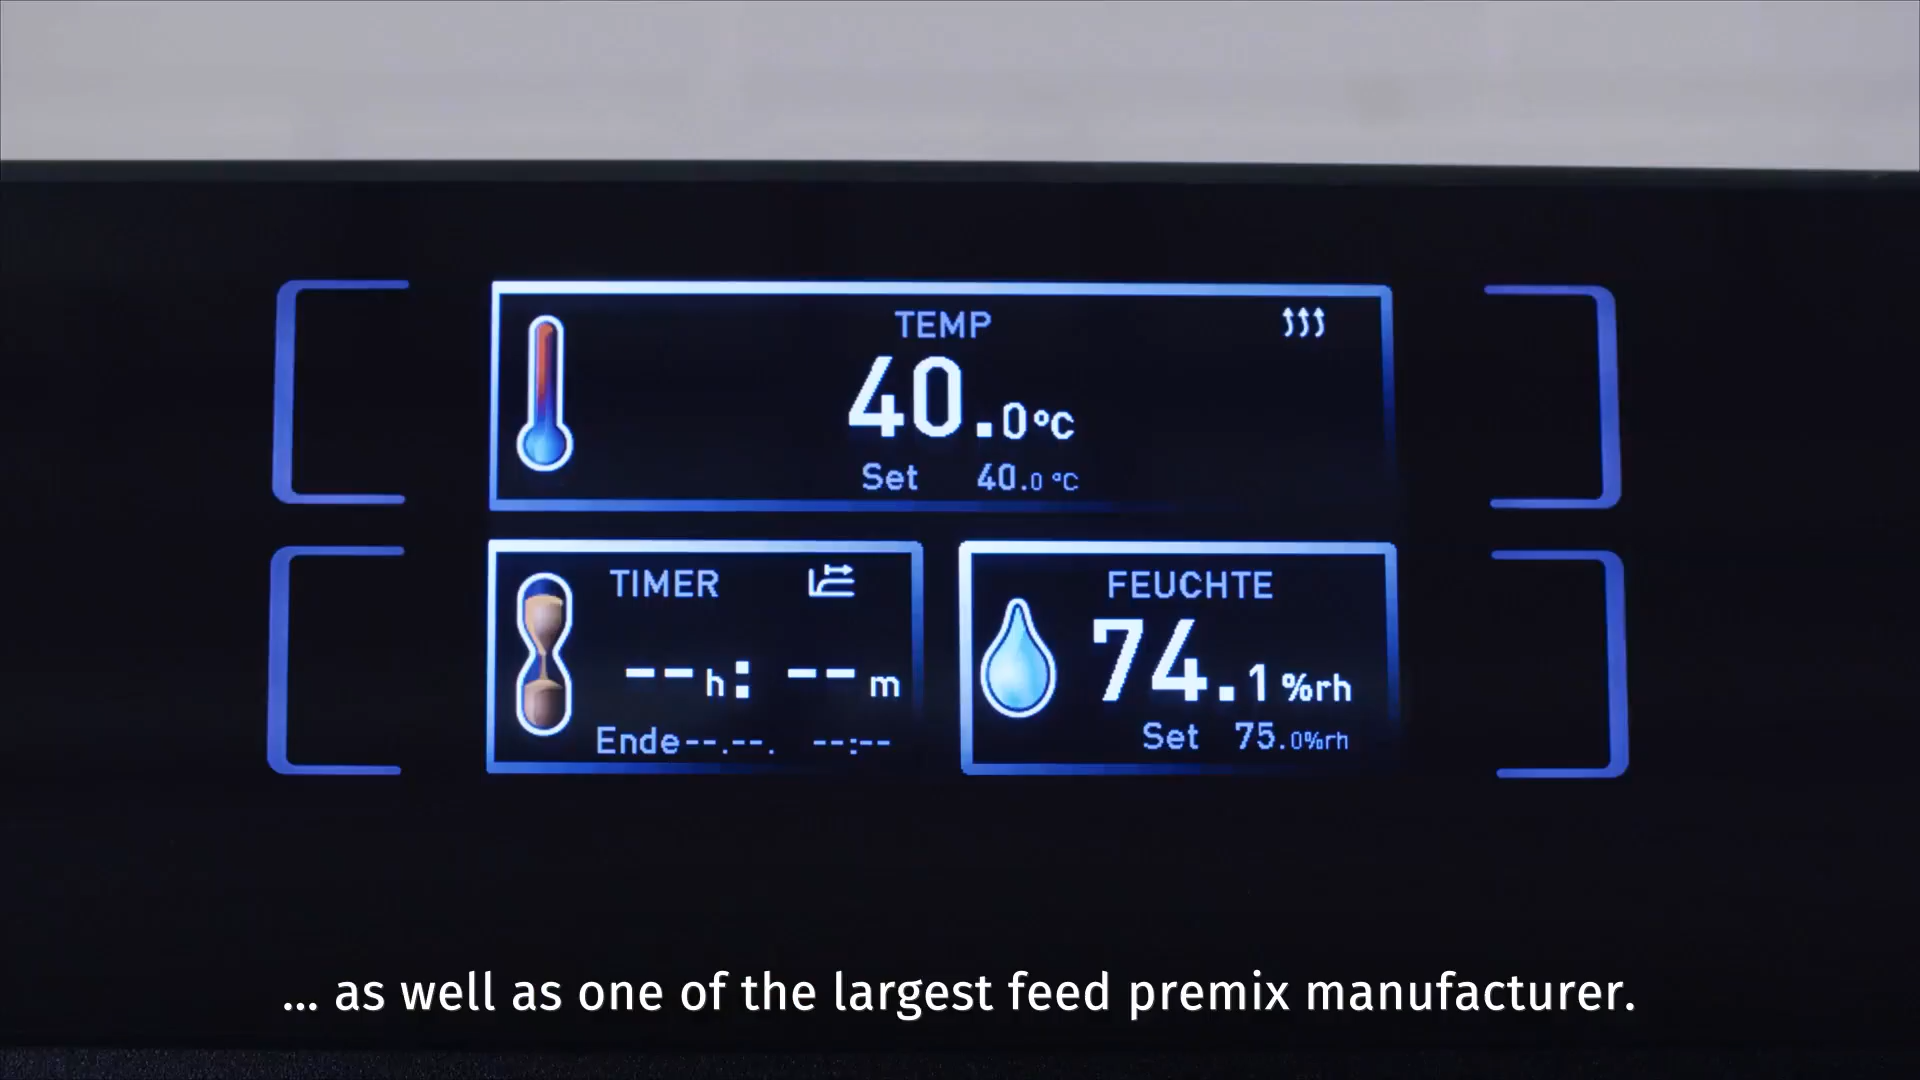 TEMP
40.0°C
Set 40.0 °C
TIMER
--h: --m
Ende--.--. --:--
FEUCHTE
74.1%rh
Set 75.0%rh
... as well as one of the largest feed premix manufacturer.